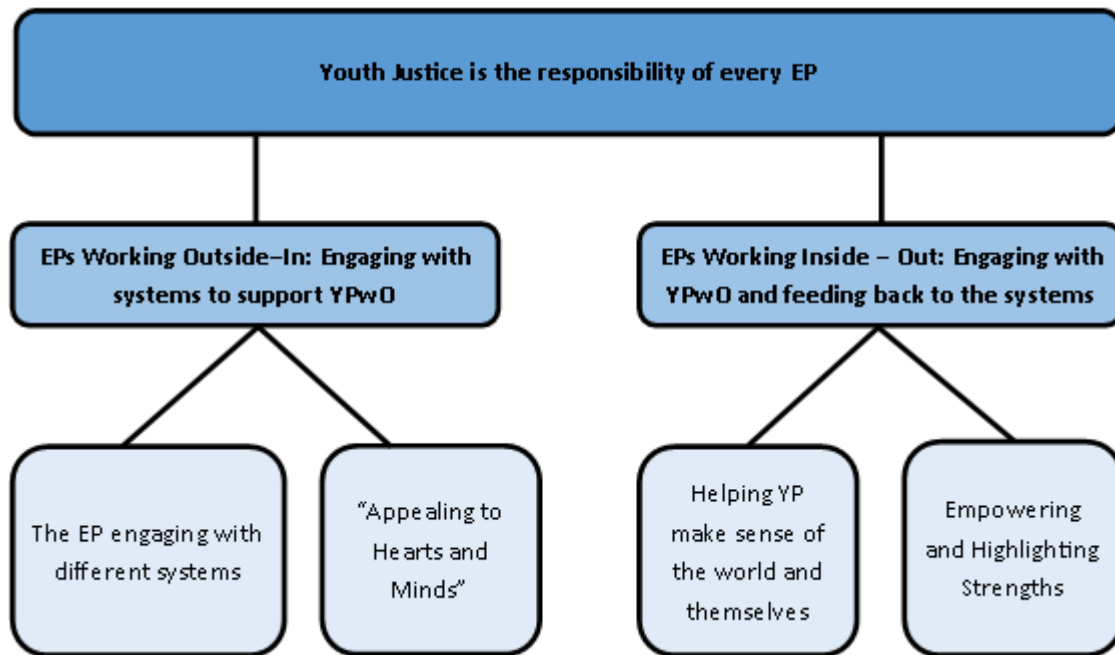 Youth Justice is the responsibility of every EP
EPs Working Outside–In: Engaging with
systems to support YPwO
EPs Working Inside – Out: Engaging with
YPwO and feeding back to the systems
The EP engaging with
different systems
“Appealing to
Hearts and
Minds”
Helping YP
make sense of
the world and
themselves
Empowering
and Highlighting
Strengths